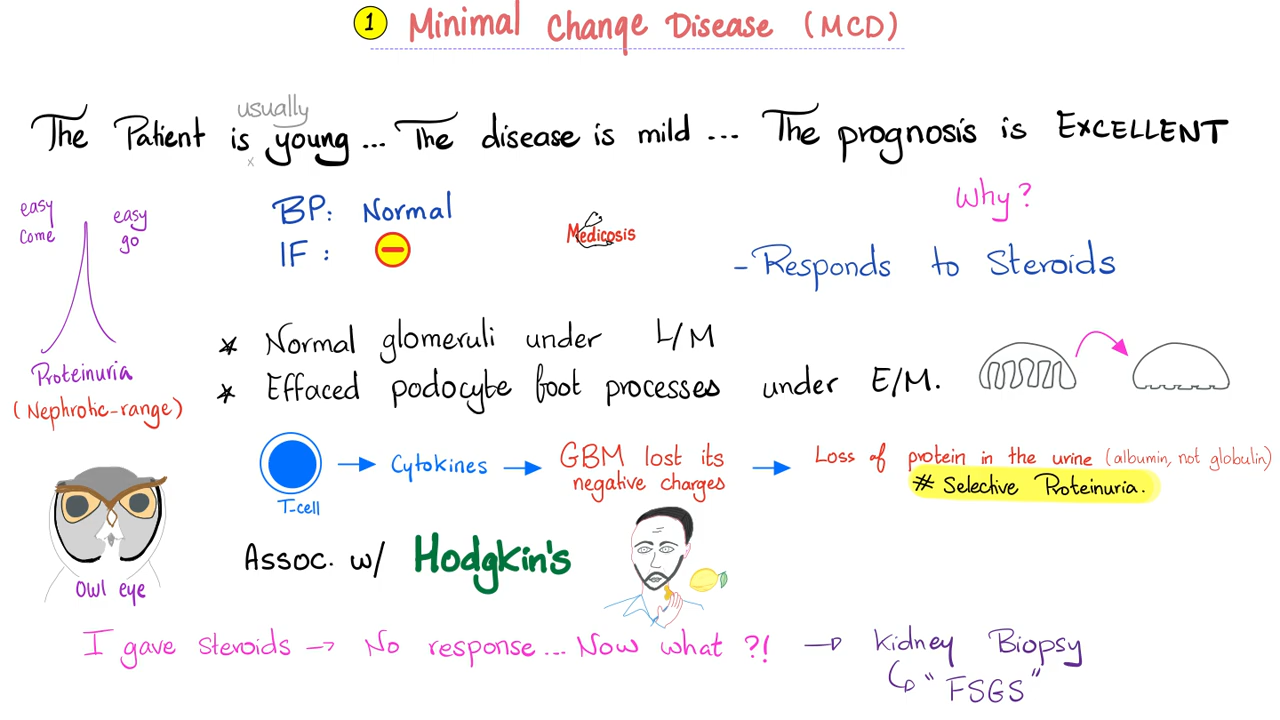 1 Minimal Change Disease (MCD)
usually
The Patient is young... The disease is mild... The prognosis is EXCELLENT
x
easy come
easy go
Proteinuria
(Nephrotic-range)
BP: Normal
IF: −
Medicosis
Why?
- Responds to Steroids
* Normal glomeruli under L/M
* Effaced podocyte foot processes under E/M.
T-cell
Cytokines
GBM lost its
negative charges
Loss of protein in the urine (albumin, not globulin)
# Selective Proteinuria.
Owl eye
Assoc. w/ Hodgkin's
I gave steroids → No response... Now what ?! → Kidney Biopsy
↳ "FSGS"